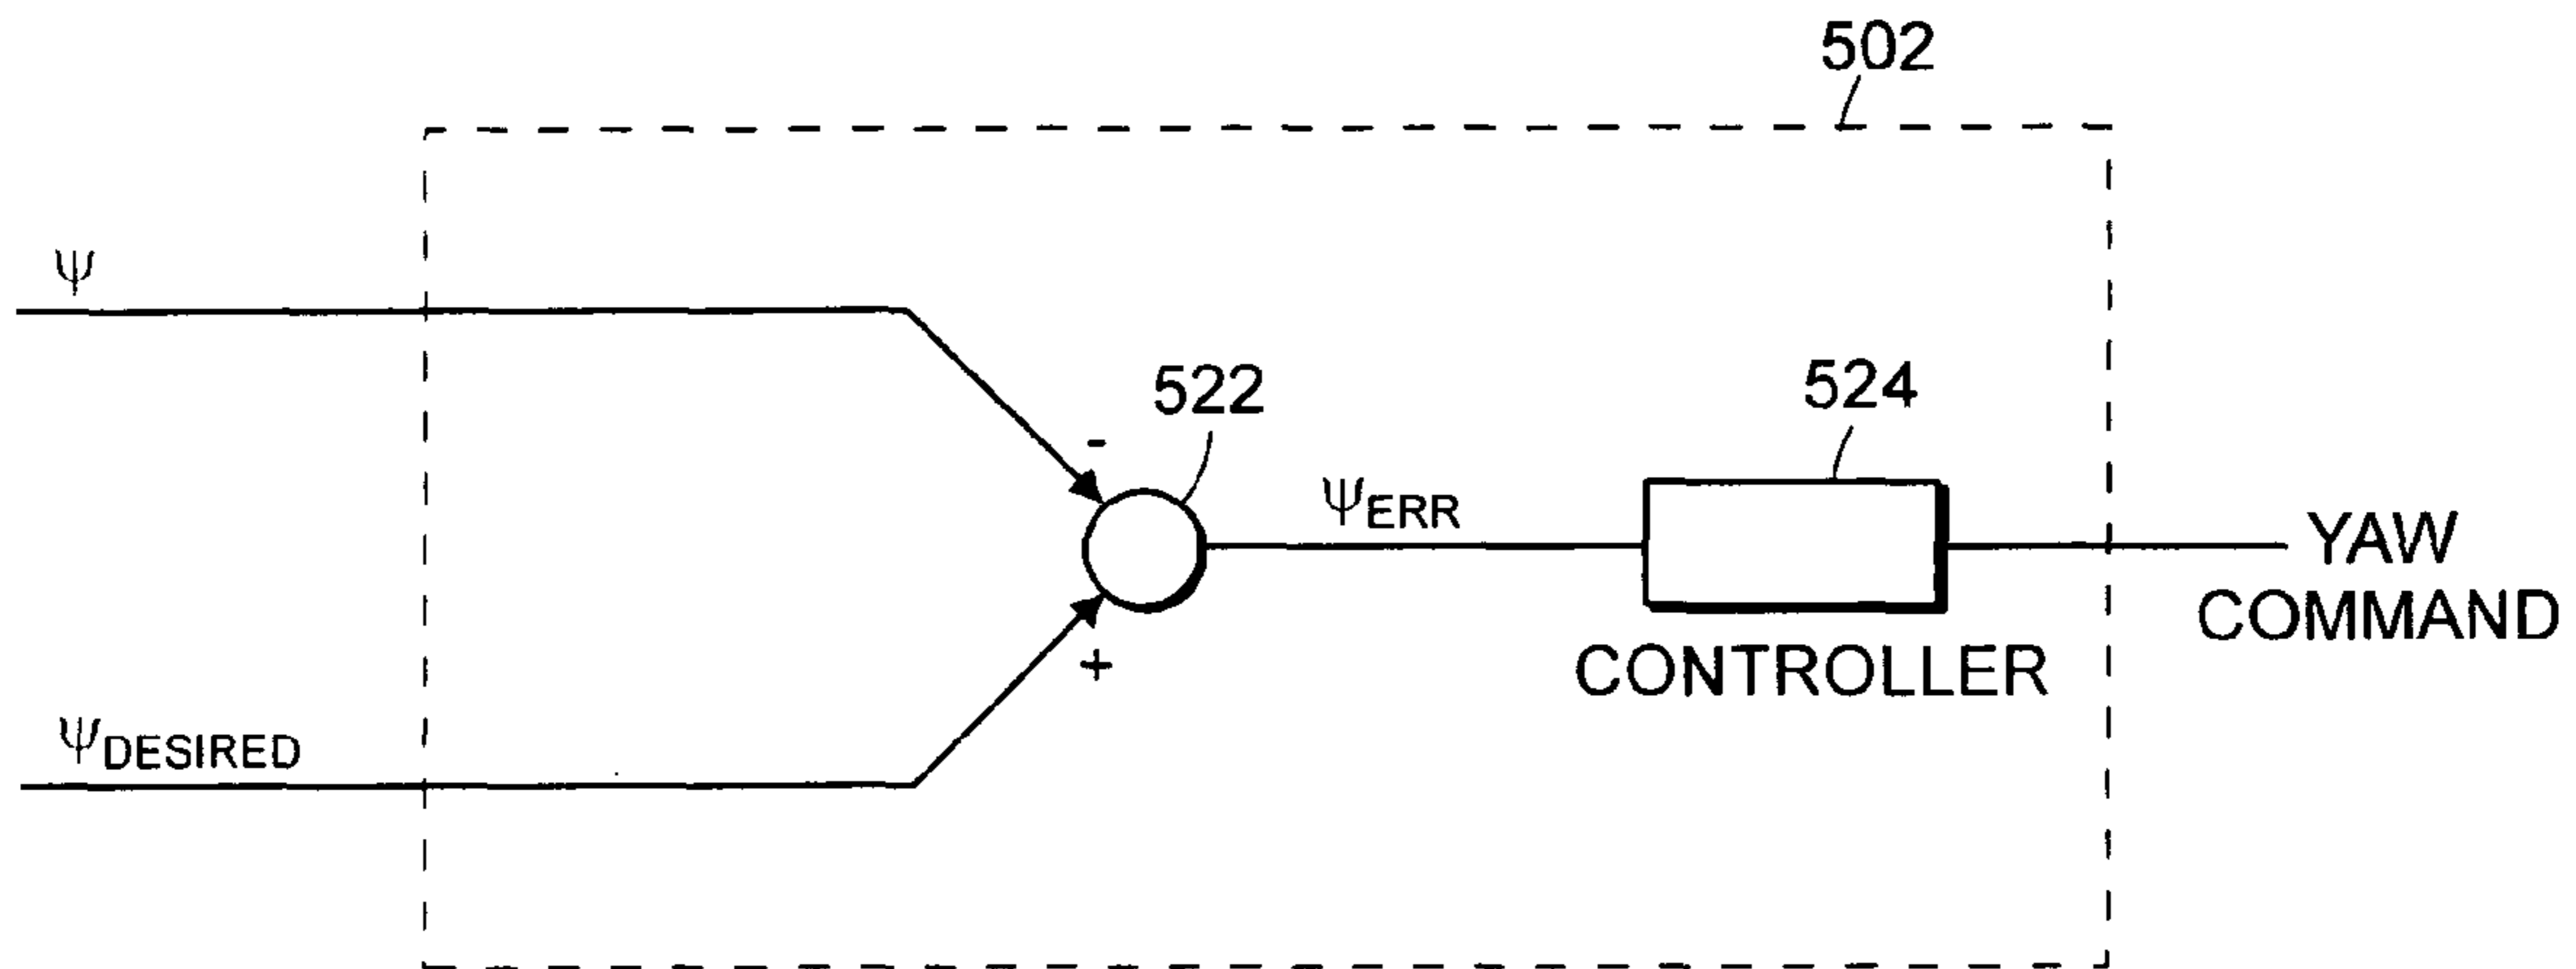 502
ψ
522
524
-
ψERR
YAW
COMMAND
+
CONTROLLER
ψDESIRED